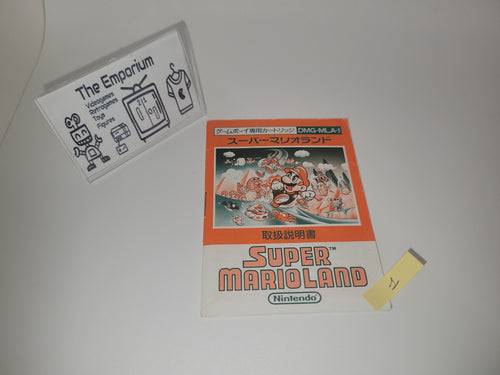 The Emporium
Videogames
Retrogames
Toys
Figures
ゲームボーイ専用カートリッジ DMG-MLA-1
スーパーマリオランド
取扱説明書
SUPER
MARIOLAND
TM
Nintendo
1